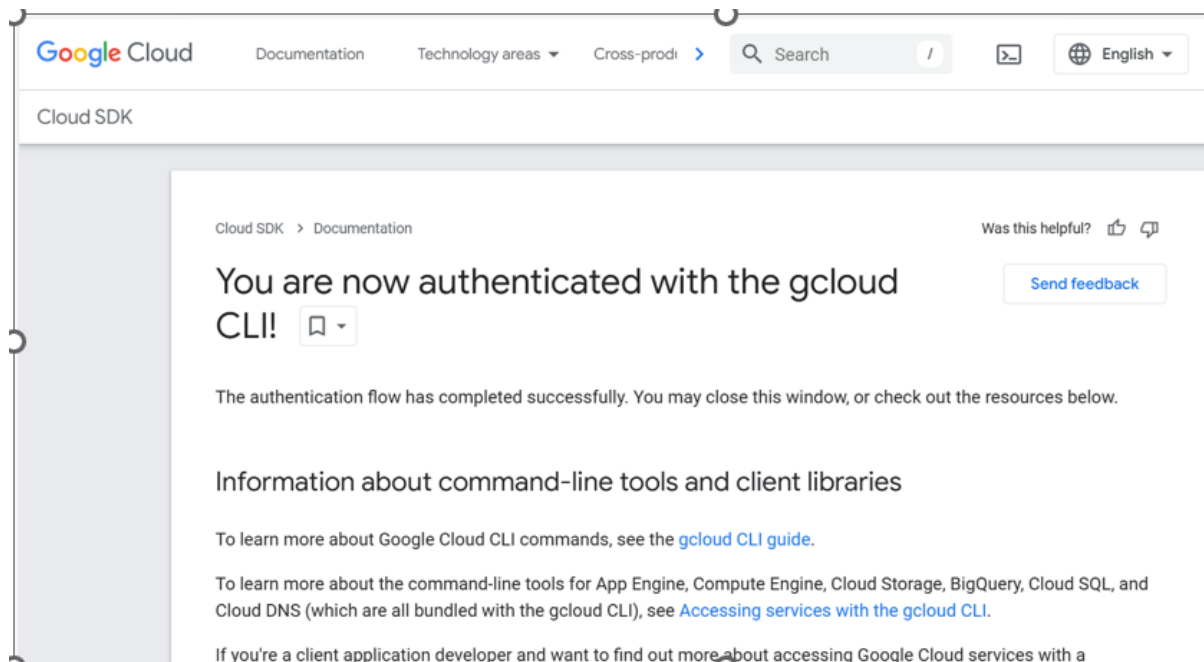 Google Cloud Documentation Technology areas Cross-produ Search / English
Cloud SDK
Cloud SDK > Documentation Was this helpful?
You are now authenticated with the gcloud Send feedback
CLI!
The authentication flow has completed successfully. You may close this window, or check out the resources below.
Information about command-line tools and client libraries
To learn more about Google Cloud CLI commands, see the gcloud CLI guide.
To learn more about the command-line tools for App Engine, Compute Engine, Cloud Storage, BigQuery, Cloud SQL, and
Cloud DNS (which are all bundled with the gcloud CLI), see Accessing services with the gcloud CLI.
If you're a client application developer and want to find out more about accessing Google Cloud services with a